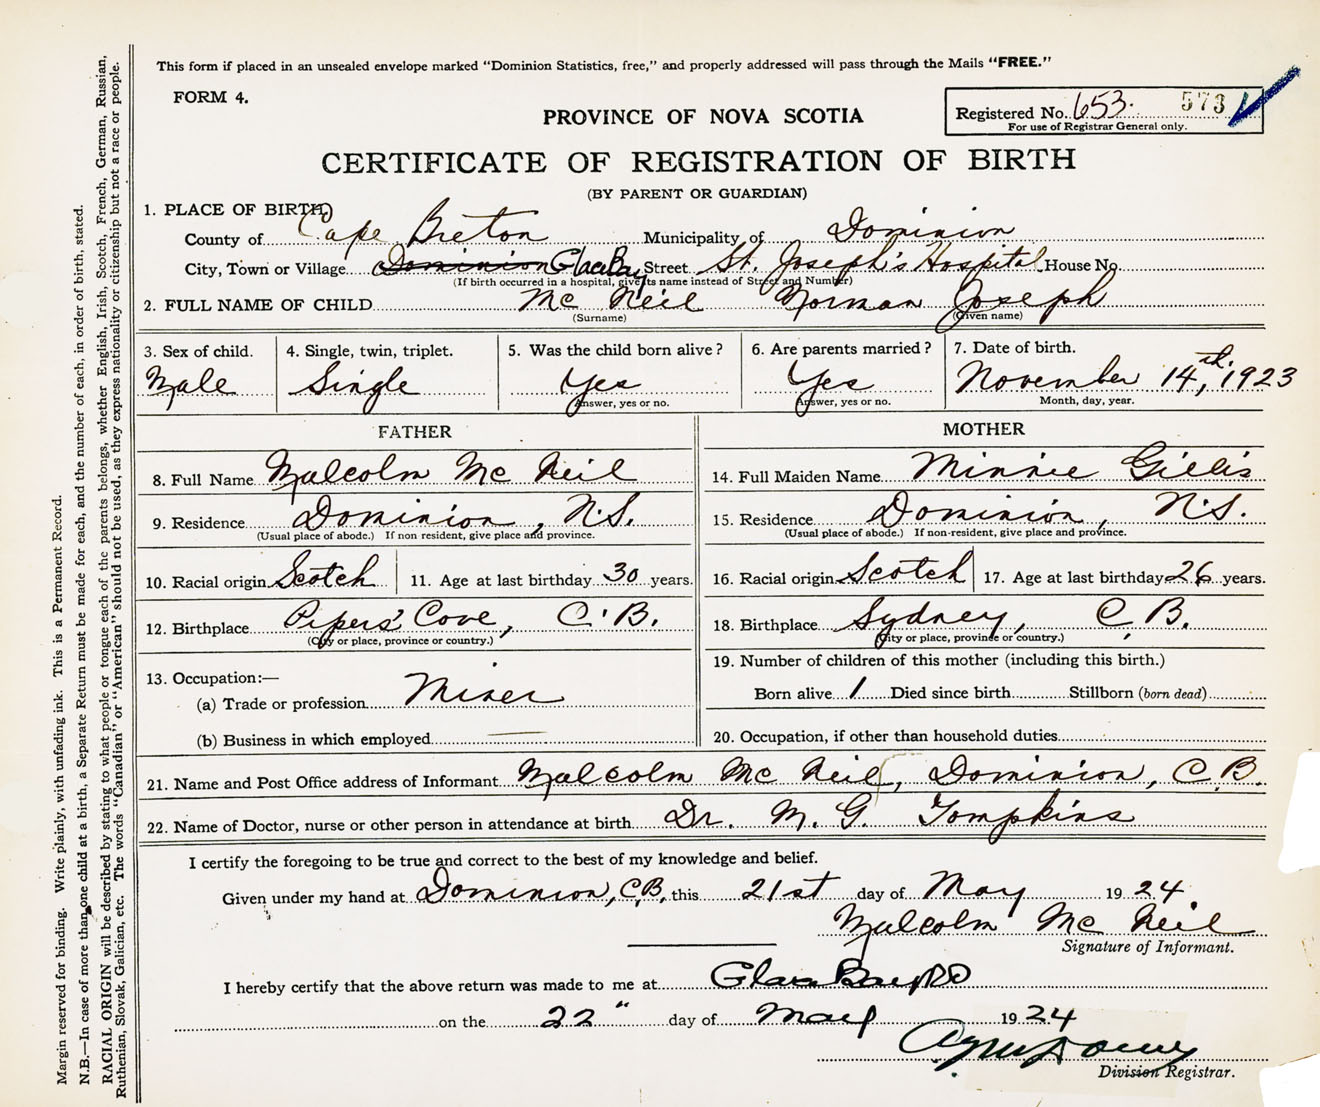 This form if placed in an unsealed envelope marked "Dominion Statistics, free," and properly addressed will pass through the Mails "FREE."
FORM 4.
PROVINCE OF NOVA SCOTIA
Registered No. 653. 573
For use of Registrar General only.
CERTIFICATE OF REGISTRATION OF BIRTH
(BY PARENT OR GUARDIAN)
1. PLACE OF BIRTH
County of Cape Breton Municipality of Dominion
City, Town or Village Dominion Glace Bay Street St. Joseph's Hospital House No.
(If birth occurred in a hospital, give its name instead of Street and Number)
2. FULL NAME OF CHILD Mc Neil Norman Joseph
(Surname) (Given name)
3. Sex of child. 4. Single, twin, triplet. 5. Was the child born alive? 6. Are parents married? 7. Date of birth.
Male Single Yes Yes November 14th, 1923
Answer, yes or no. Answer, yes or no. Month, day, year.
FATHER
8. Full Name Malcolm Mc Neil
9. Residence Dominion, N.S.
(Usual place of abode.) If non resident, give place and province.
10. Racial origin Scotch 11. Age at last birthday 30 years.
12. Birthplace Pipers' Cove, C.B.
(City or place, province or country.)
13. Occupation:—
(a) Trade or profession Miner
(b) Business in which employed
MOTHER
14. Full Maiden Name Minnie Gillis
15. Residence Dominion, N.S.
(Usual place of abode.) If non-resident, give place and province.
16. Racial origin Scotch 17. Age at last birthday 26 years.
18. Birthplace Sydney, C.B.
(City or place, province or country.)
19. Number of children of this mother (including this birth.)
Born alive 1 Died since birth Stillborn (born dead)
20. Occupation, if other than household duties
21. Name and Post Office address of Informant Malcolm Mc Neil, Dominion, C.B.
22. Name of Doctor, nurse or other person in attendance at birth Dr. M. G. Tompkins
I certify the foregoing to be true and correct to the best of my knowledge and belief.
Given under my hand at Dominion, C.B, this 21st day of May 1924
Malcolm Mc Neil
Signature of Informant.
I hereby certify that the above return was made to me at Glace Bay PO
on the 22" day of May 1924
Division Registrar.
Margin reserved for binding. Write plainly, with unfading ink. This is a Permanent Record.
N.B.—In case of more than one child at a birth, a Separate Return must be made for each, and the number of each, in order of birth, stated.
RACIAL ORIGIN will be described by stating to what people or tongue each of the parents belongs, whether English, Irish, Scotch, French, German, Russian,
Ruthenian, Slovak, Galician, etc. The words "Canadian" or "American" should not be used, as they express nationality or citizenship but not a race or people.